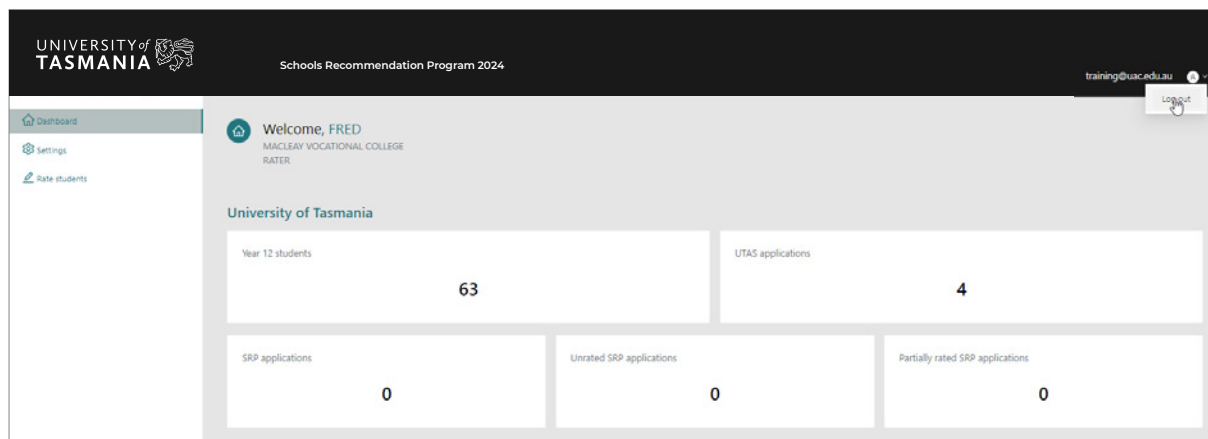 UNIVERSITY of
TASMANIA
Schools Recommendation Program 2024
training@uac.edu.au
A
Log out
Dashboard
Settings
Rate students
Welcome, FRED
MACLEAY VOCATIONAL COLLEGE
RATER
University of Tasmania
Year 12 students
63
UTAS applications
4
SRP applications
0
Unrated SRP applications
0
Partially rated SRP applications
0